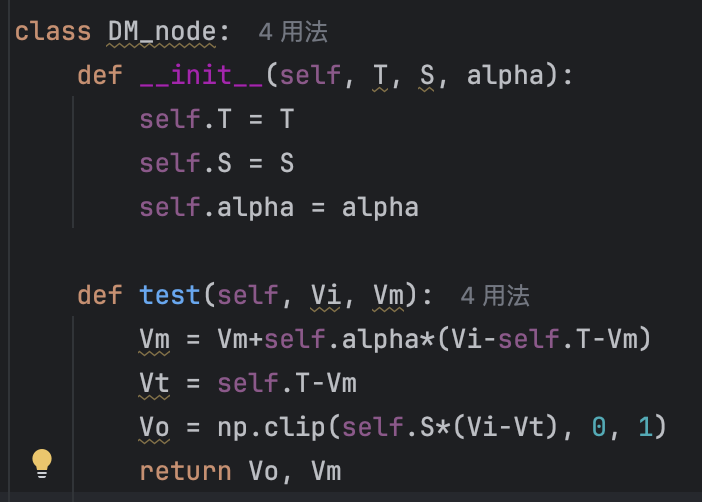 class DM_node:  4 用法
    def __init__(self, T, S, alpha):
        self.T = T
        self.S = S
        self.alpha = alpha

    def test(self, Vi, Vm):  4 用法
        Vm = Vm+self.alpha*(Vi-self.T-Vm)
        Vt = self.T-Vm
        Vo = np.clip(self.S*(Vi-Vt), 0, 1)
        return Vo, Vm